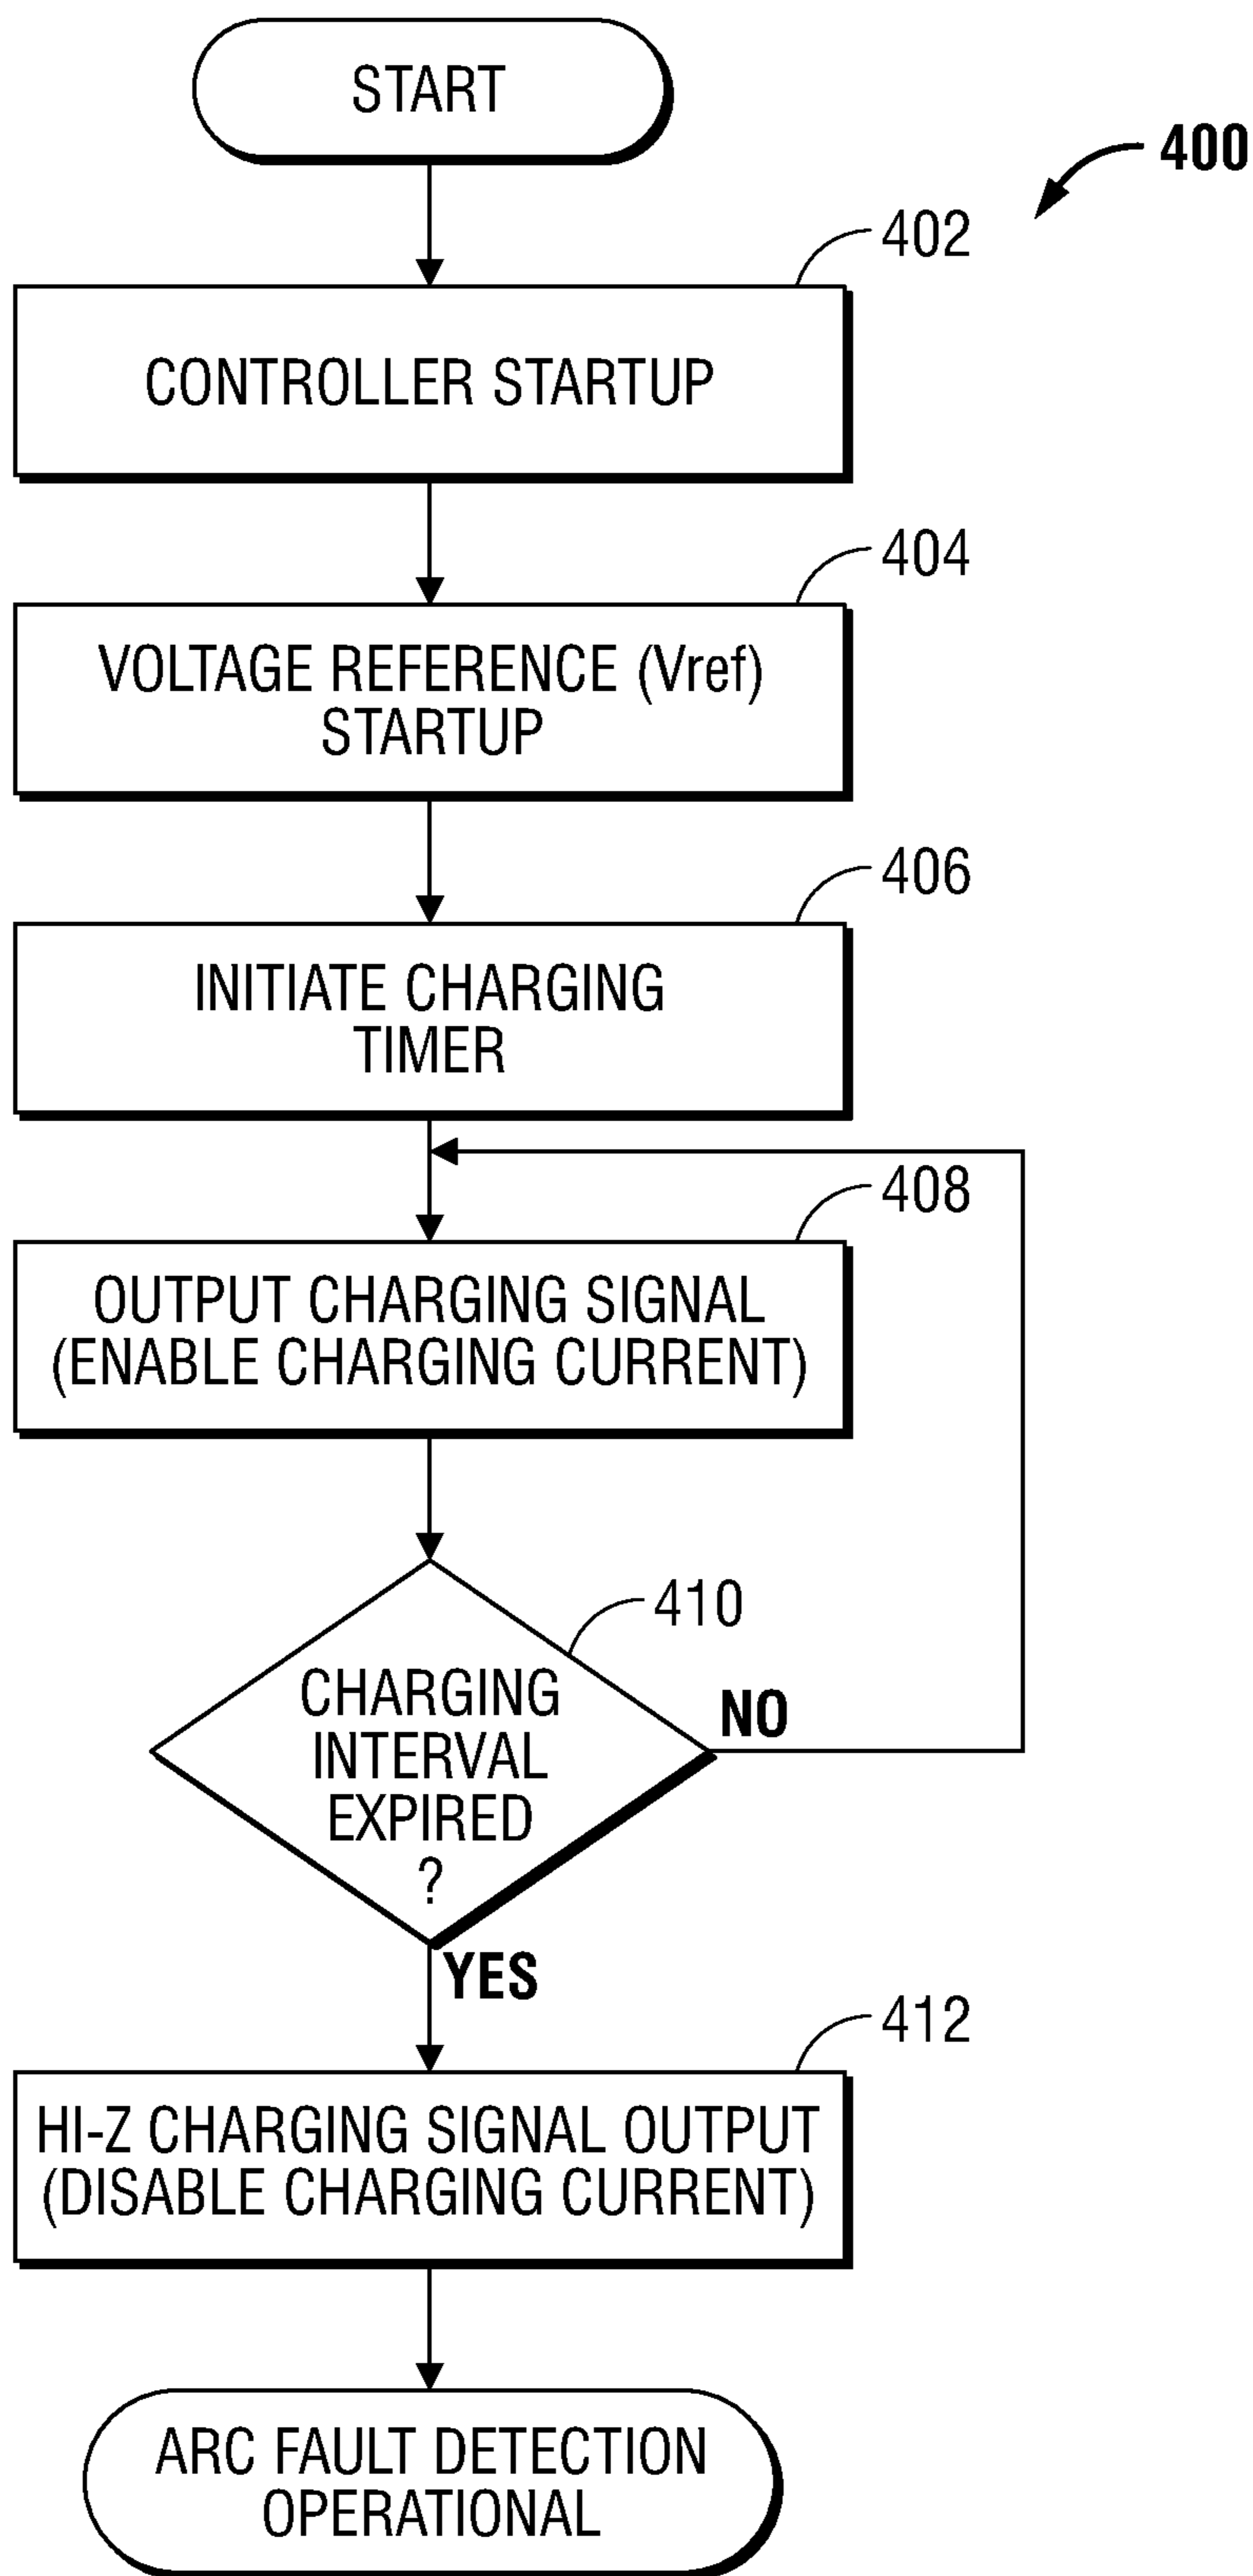 START
400
402
CONTROLLER STARTUP
404
VOLTAGE REFERENCE (Vref)
STARTUP
406
INITIATE CHARGING
TIMER
408
OUTPUT CHARGING SIGNAL
(ENABLE CHARGING CURRENT)
410
CHARGING
INTERVAL
EXPIRED
?
NO
YES
412
HI-Z CHARGING SIGNAL OUTPUT
(DISABLE CHARGING CURRENT)
ARC FAULT DETECTION
OPERATIONAL